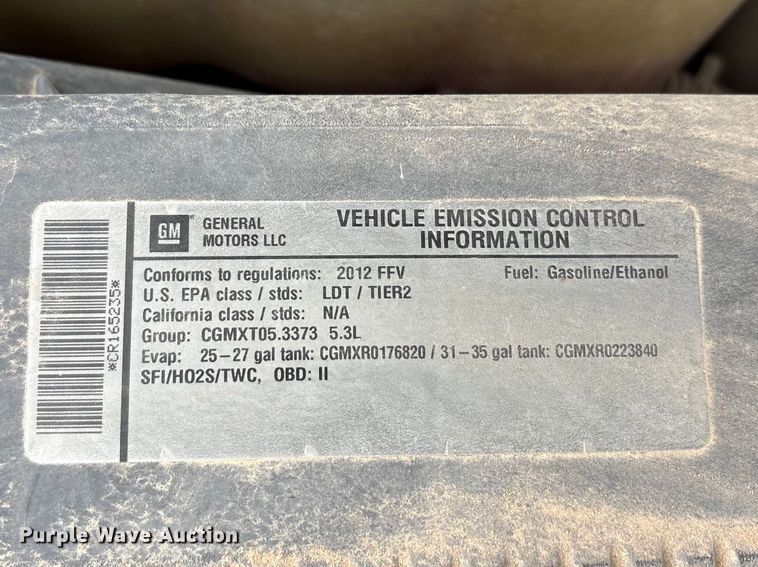 *CR165235*
GM
GENERAL
MOTORS LLC
VEHICLE EMISSION CONTROL
INFORMATION
Conforms to regulations: 2012 FFV Fuel: Gasoline/Ethanol
U.S. EPA class / stds: LDT / TIER2
California class / stds: N/A
Group: CGMXT05.3373 5.3L
Evap: 25-27 gal tank: CGMXR0176820 / 31-35 gal tank: CGMXR0223840
SFI/HO2S/TWC, OBD: II
Purple Wave Auction